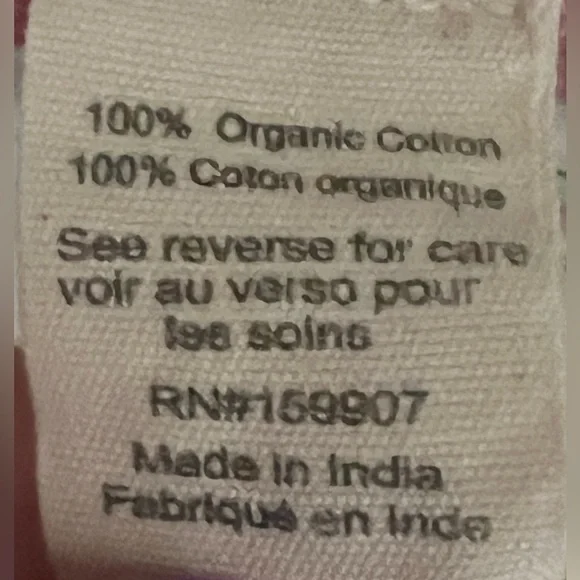 100% Organic Cotton
100% Coton organique
See reverse for care
voir au verso pour
les soins
RN#159907
Made in India
Fabriqué en Inde